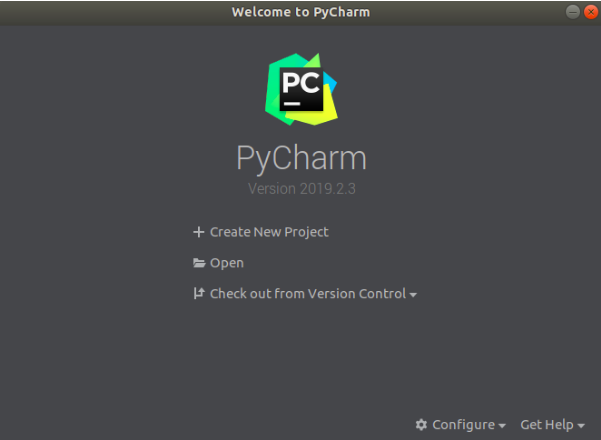 Welcome to PyCharm
PC
PyCharm
Version 2019.2.3
Create New Project
Open
Check out from Version Control
Configure Get Help